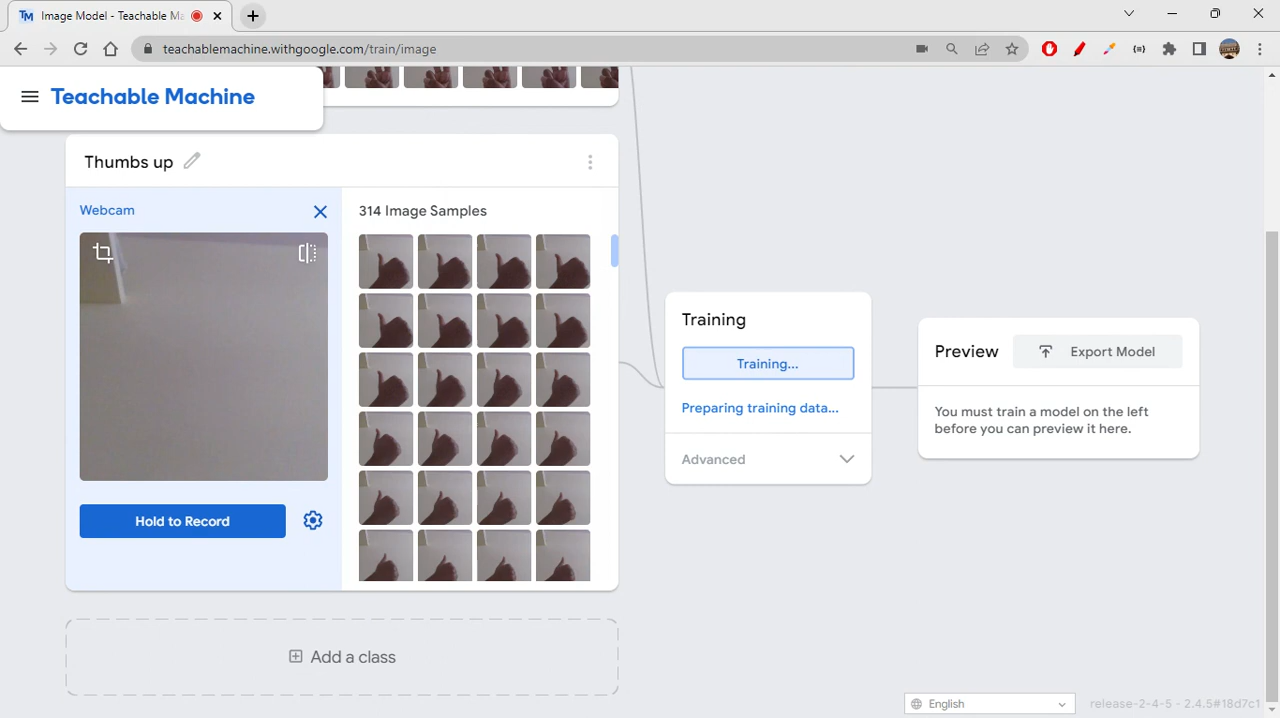 Image Model - Teachable Ma
teachablemachine.withgoogle.com/train/image
Teachable Machine
Thumbs up
Webcam
314 Image Samples
Hold to Record
Training
Training...
Preparing training data...
Advanced
Preview
Export Model
You must train a model on the left
before you can preview it here.
Add a class
English
release-2-4-5 - 2.4.5#18d7c1